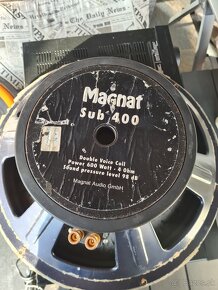 The Daily News
Magnat
Sub 400
Double Voice Coil
Power 600 Watt - 4 Ohm
Sound pressure level 98 dB
Magnat Audio GmbH